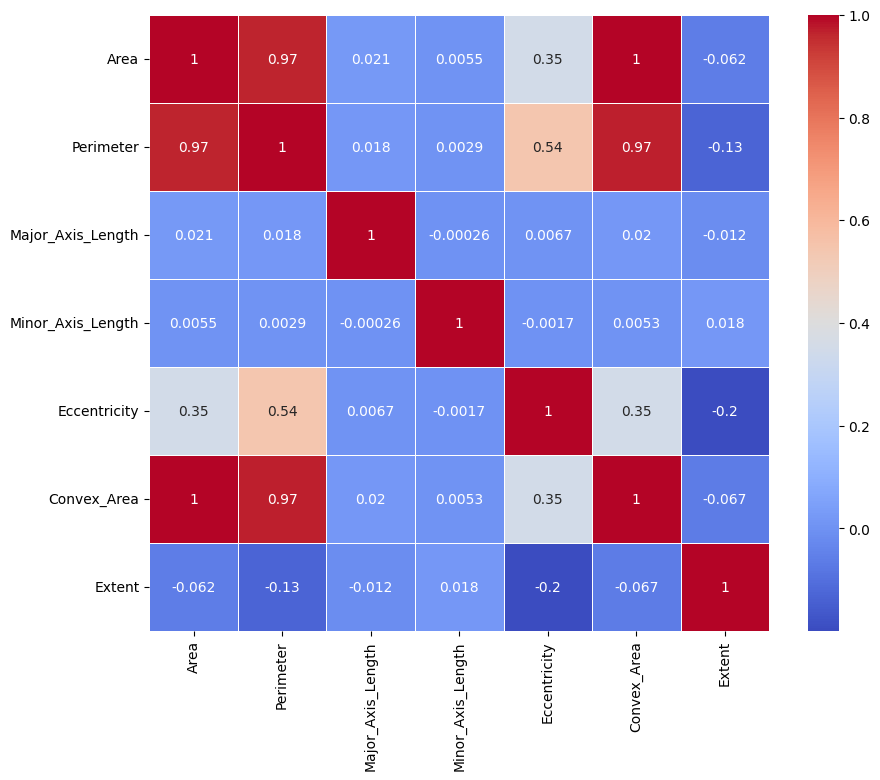 Area 1 0.97 0.021 0.0055 0.35 1 -0.062
Perimeter 0.97 1 0.018 0.0029 0.54 0.97 -0.13
Major_Axis_Length 0.021 0.018 1 -0.00026 0.0067 0.02 -0.012
Minor_Axis_Length 0.0055 0.0029 -0.00026 1 -0.0017 0.0053 0.018
Eccentricity 0.35 0.54 0.0067 -0.0017 1 0.35 -0.2
Convex_Area 1 0.97 0.02 0.0053 0.35 1 -0.067
Extent -0.062 -0.13 -0.012 0.018 -0.2 -0.067 1
Area
Perimeter
Major_Axis_Length
Minor_Axis_Length
Eccentricity
Convex_Area
Extent
1.0
0.8
0.6
0.4
0.2
0.0